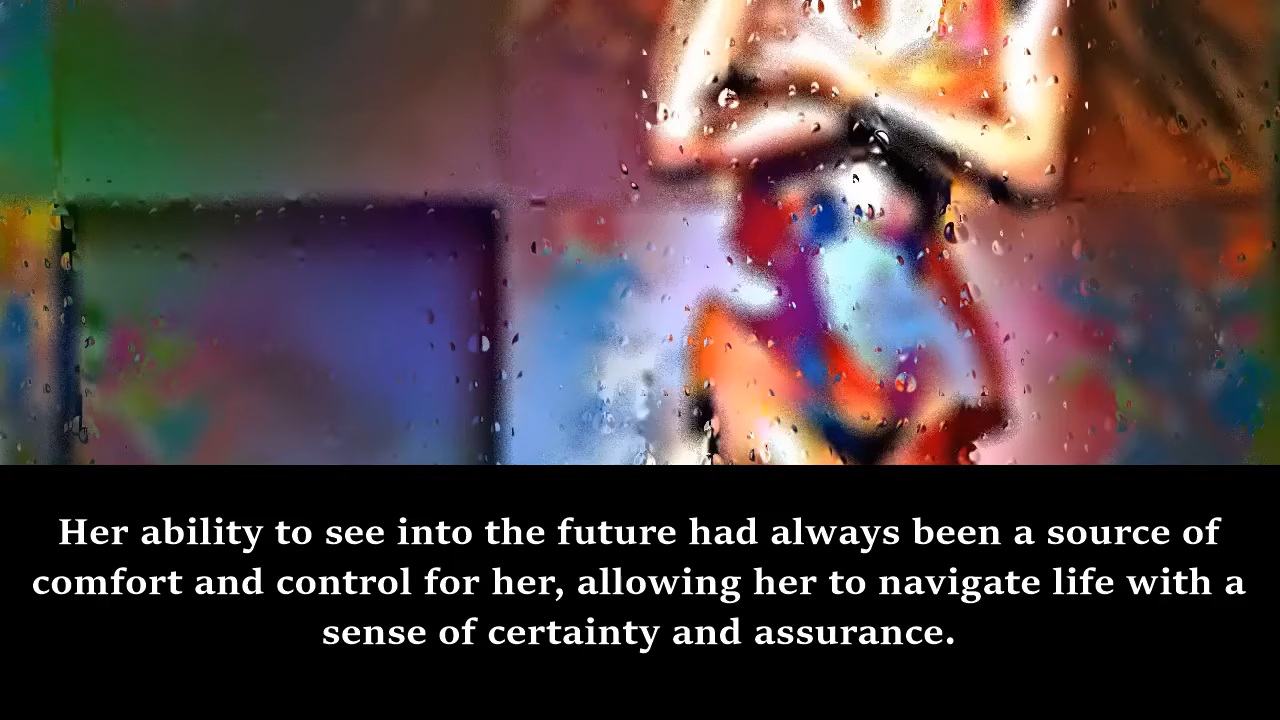 Her ability to see into the future had always been a source of
comfort and control for her, allowing her to navigate life with a
sense of certainty and assurance.